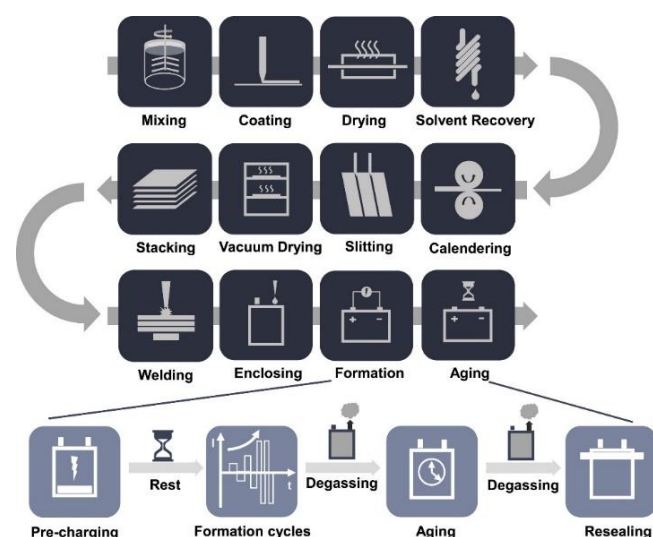 Mixing
Coating
Drying
Solvent Recovery
Stacking
Vacuum Drying
Slitting
Calendering
Welding
Enclosing
Formation
Aging
I
t
Rest
Degassing
Degassing
Pre-charging
Formation cycles
Aging
Resealing